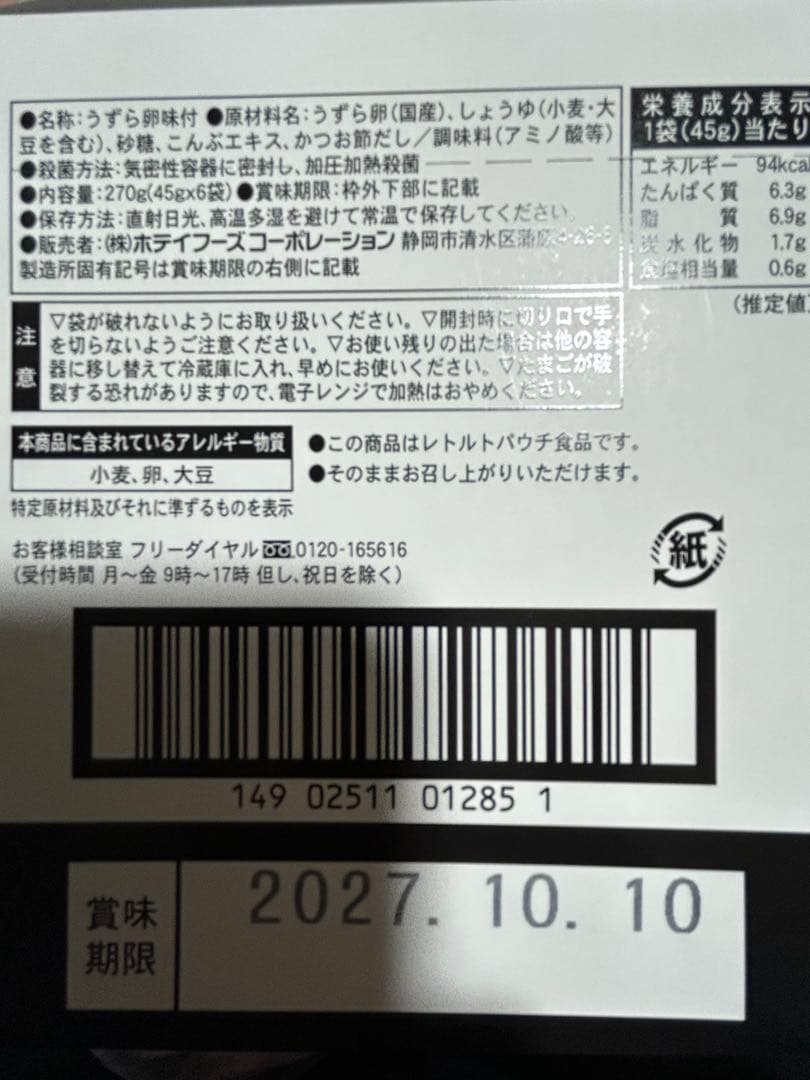 ●名称:うずら卵味付 ●原材料名:うずら卵(国産)、しょうゆ(小麦・大
豆を含む)、砂糖、こんぶエキス、かつお節だし/調味料(アミノ酸等)
●殺菌方法:気密性容器に密封し、加圧加熱殺菌
●内容量:270g(45g×6袋)●賞味期限:枠外下部に記載
●保存方法:直射日光、高温多湿を避けて常温で保存してください。
●販売者:(株)ホテイフーズコーポレーション 静岡市清水区蒲原4-26-6
製造所固有記号は賞味期限の右側に記載
栄養成分表示
1袋(45g)当たり
エネルギー 94kcal
たんぱく質 6.3g
脂質 6.9g
炭水化物 1.7g
食塩相当量 0.6g
(推定値)
注意
▽袋が破れないようにお取り扱いください。▽開封時に切り口で手
を切らないようご注意ください。▽お使い残りの出た場合は他の容
器に移し替えて冷蔵庫に入れ、早めにお使いください。▽たまごが破
裂する恐れがありますので、電子レンジで加熱はおやめください。
本商品に含まれているアレルギー物質
小麦、卵、大豆
特定原材料及びそれに準ずるものを表示
●この商品はレトルトパウチ食品です。
●そのままお召し上がりいただけます。
お客様相談室 フリーダイヤル 0120-165616
(受付時間 月～金 9時～17時 但し、祝日を除く)
紙
149 02511 01285 1
賞味
期限
2027. 10. 10